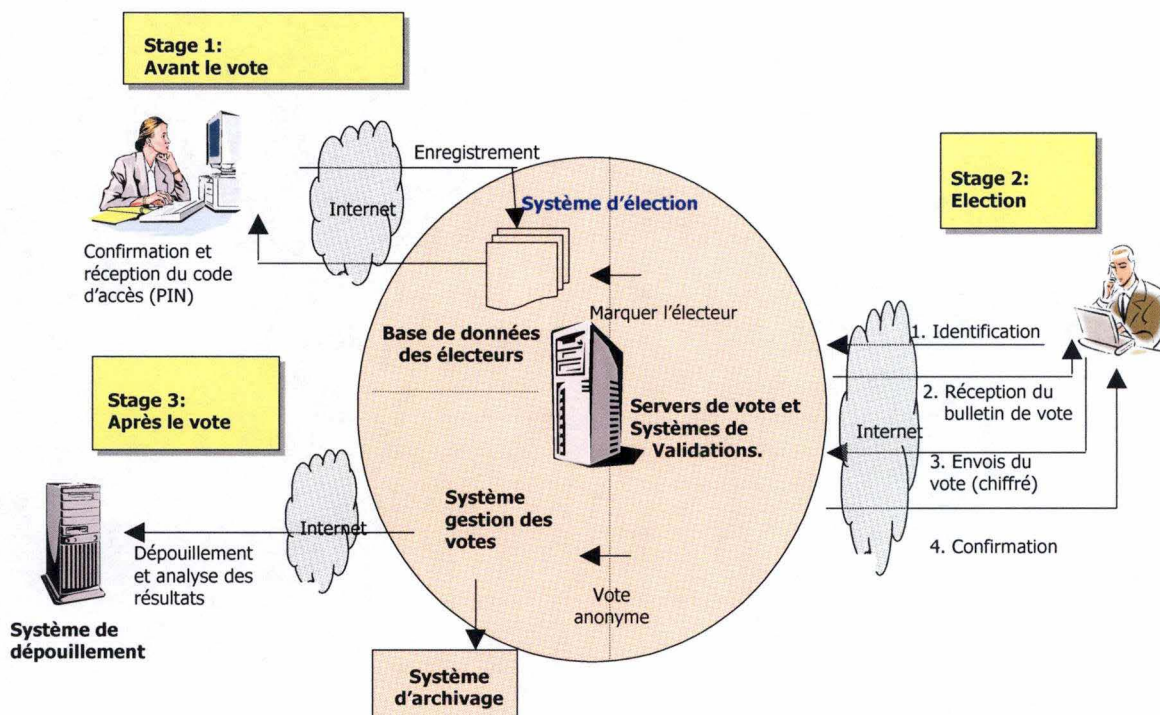 Stage 1:
Avant le vote
Enregistrement
Internet
Système d'élection
Confirmation et
réception du code
d'accès (PIN)
Marquer l'électeur
Base de données
des électeurs
Stage 2:
Election
1. Identification
2. Réception du
bulletin de vote
Internet
3. Envois du
vote (chiffré)
4. Confirmation
Servers de vote et
Systèmes de
Validations.
Stage 3:
Après le vote
Système
gestion des
votes
Internet
Dépouillement
et analyse des
résultats
Vote
anonyme
Système de
dépouillement
Système
d'archivage